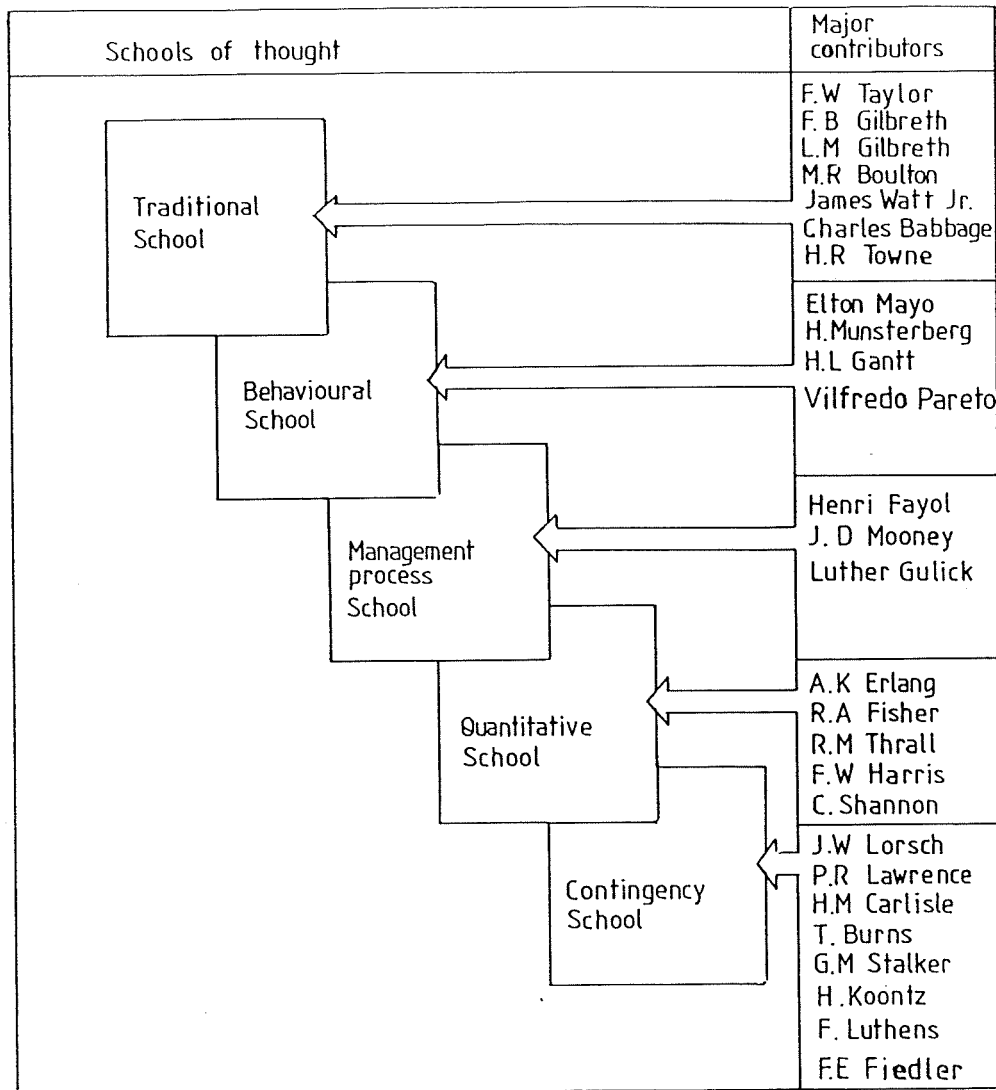 Schools of thought
Major
contributors
Traditional
School
F.W Taylor
F.B Gilbreth
L.M Gilbreth
M.R Boulton
James Watt Jr.
Charles Babbage
H.R Towne
Behavioural
School
Elton Mayo
H.Munsterberg
H.L Gantt
Vilfredo Pareto
Management
process
School
Henri Fayol
J.D Mooney
Luther Gulick
Quantitative
School
A.K Erlang
R.A Fisher
R.M Thrall
F.W Harris
C.Shannon
Contingency
School
J.W Lorsch
P.R Lawrence
H.M Carlisle
T. Burns
G.M Stalker
H.Koontz
F. Luthens
F.E Fiedler